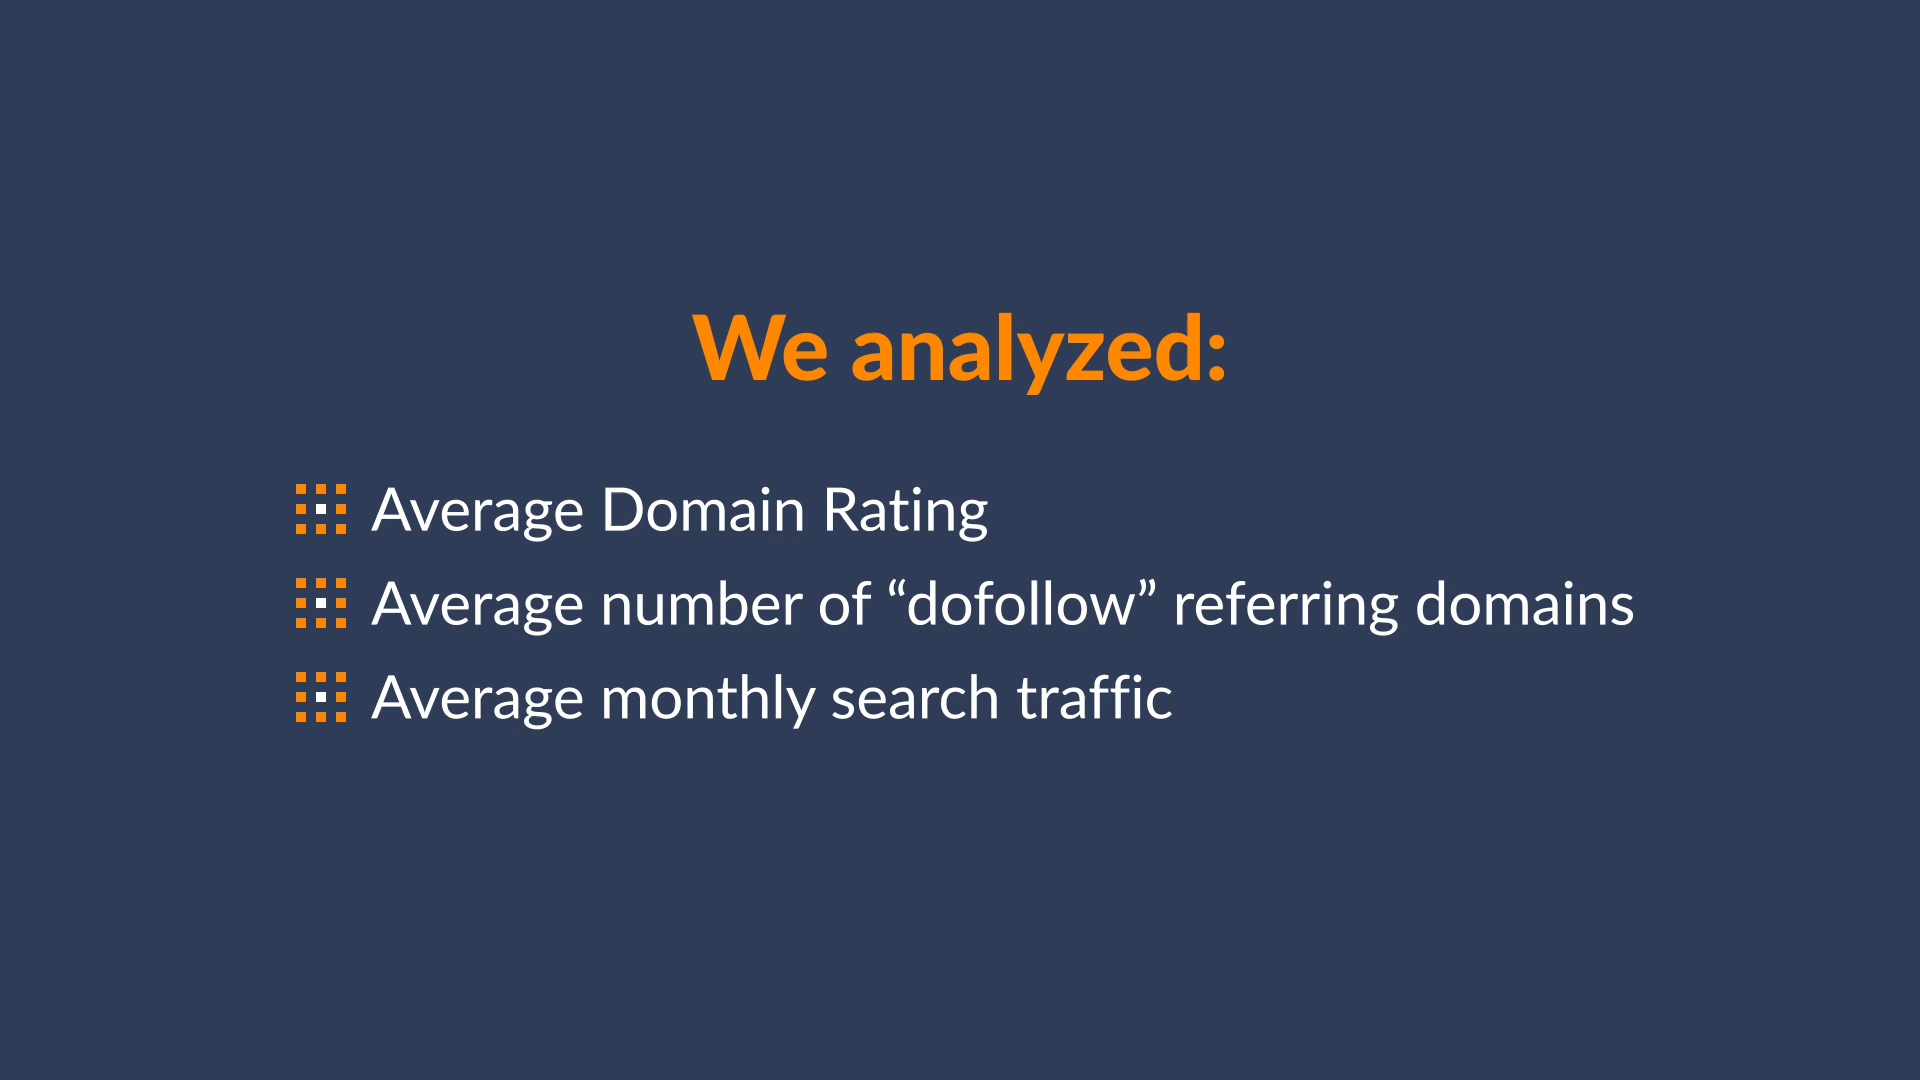 We analyzed:
Average Domain Rating
Average number of “dofollow” referring domains
Average monthly search traffic